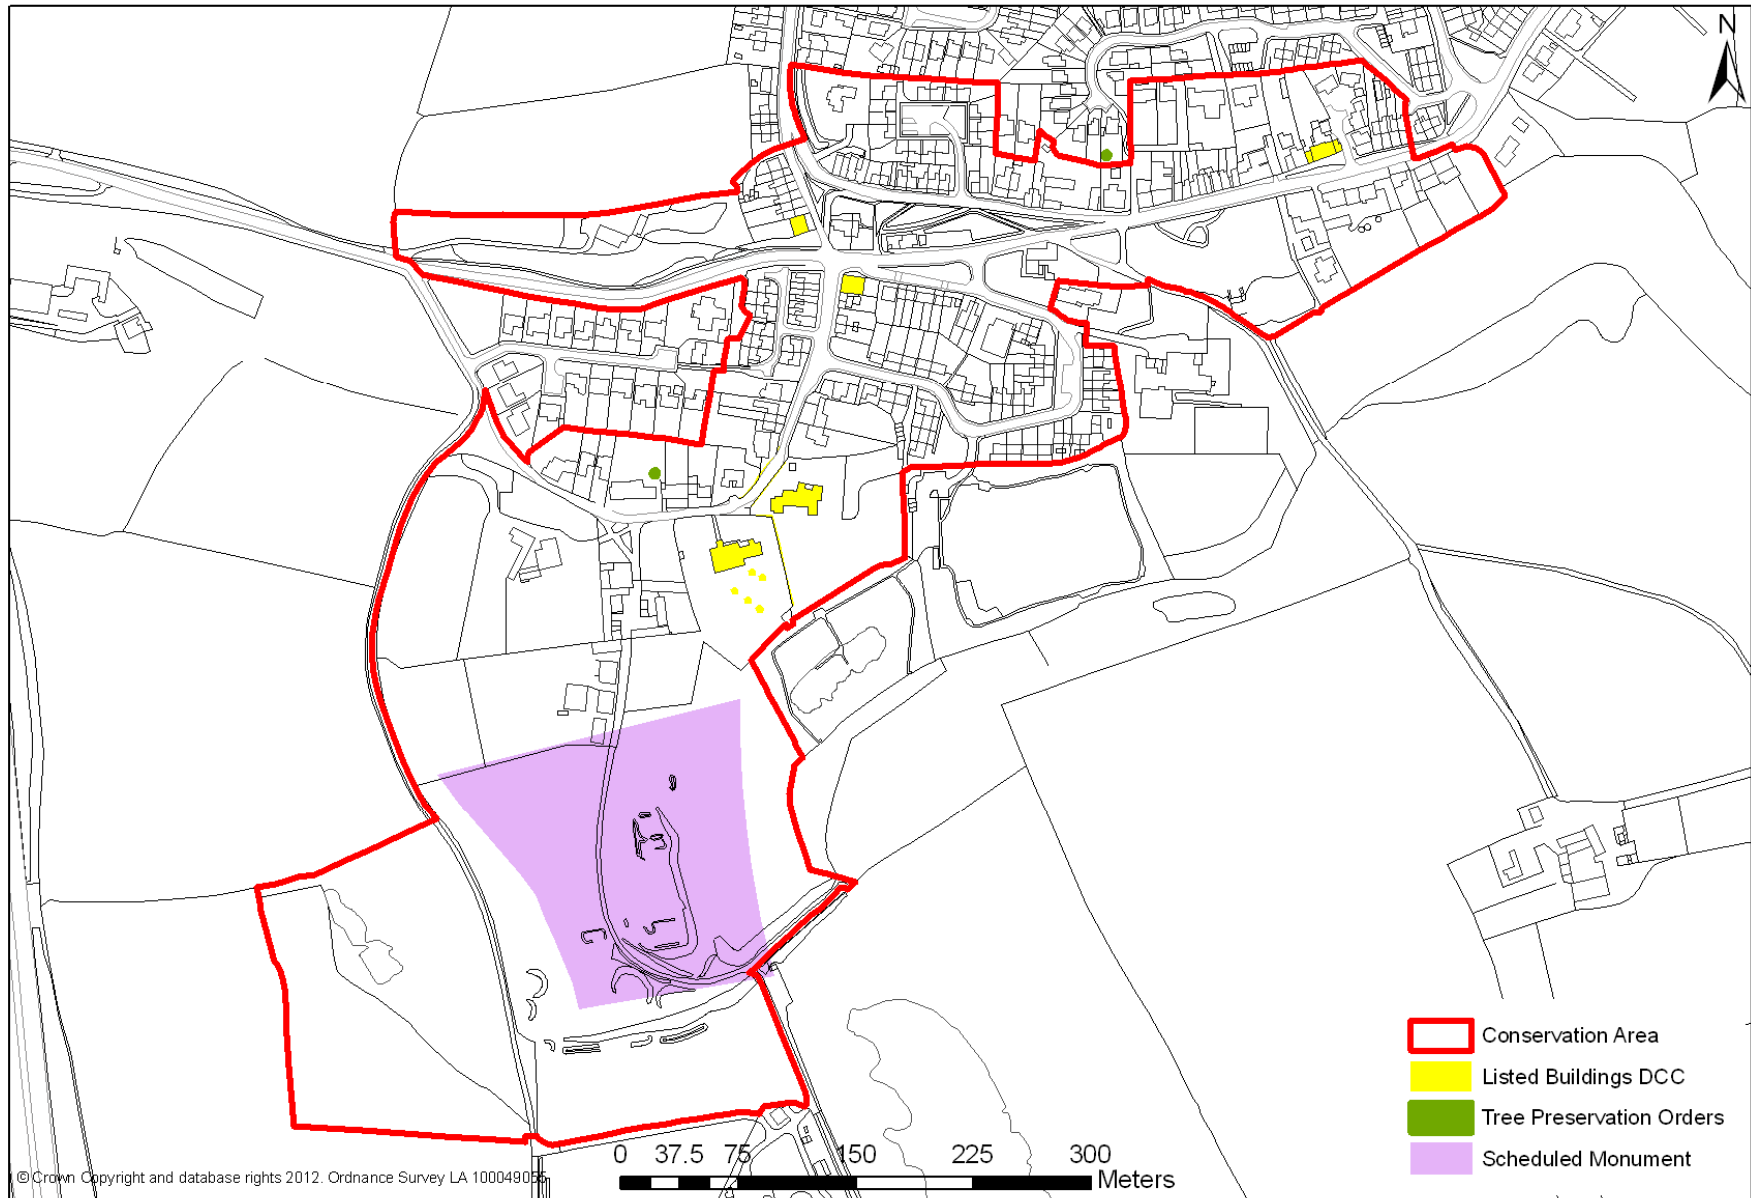 N
Conservation Area
Listed Buildings DCC
Tree Preservation Orders
Scheduled Monument
0 37.5 75 150 225 300
Meters
© Crown Copyright and database rights 2012. Ordnance Survey LA 100049055